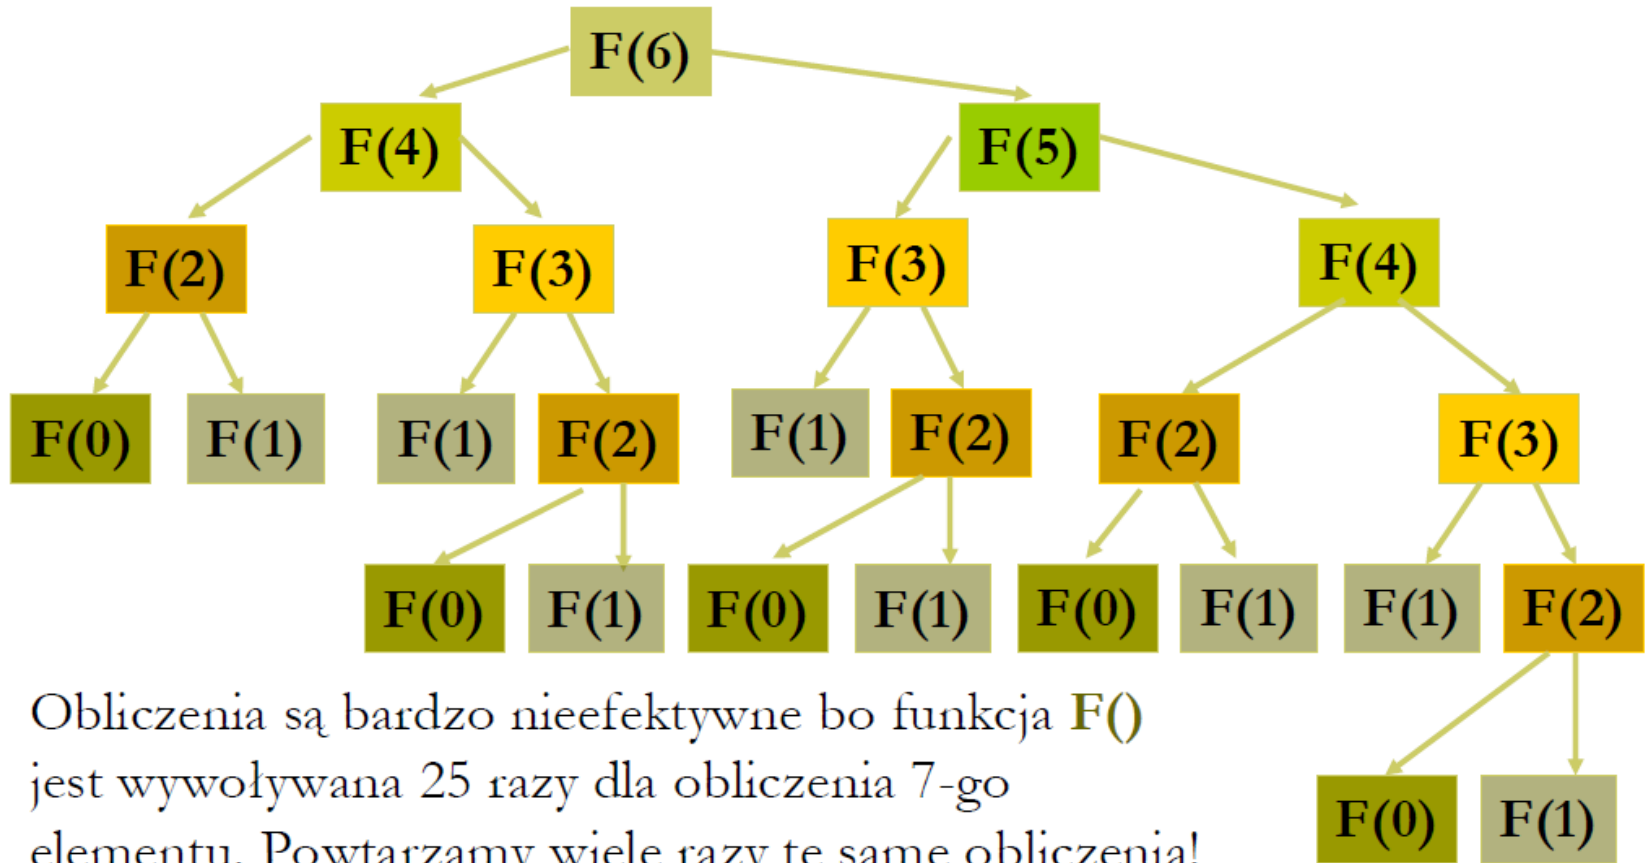 F(6)
F(4) F(5)
F(2) F(3) F(3) F(4)
F(0) F(1) F(1) F(2) F(1) F(2) F(2) F(3)
F(0) F(1) F(0) F(1) F(0) F(1) F(1) F(2)
Obliczenia są bardzo nieefektywne bo funkcja F()
jest wywoływana 25 razy dla obliczenia 7-go
elementu. Powtarzamy wiele razy te same obliczenia!
F(0) F(1)